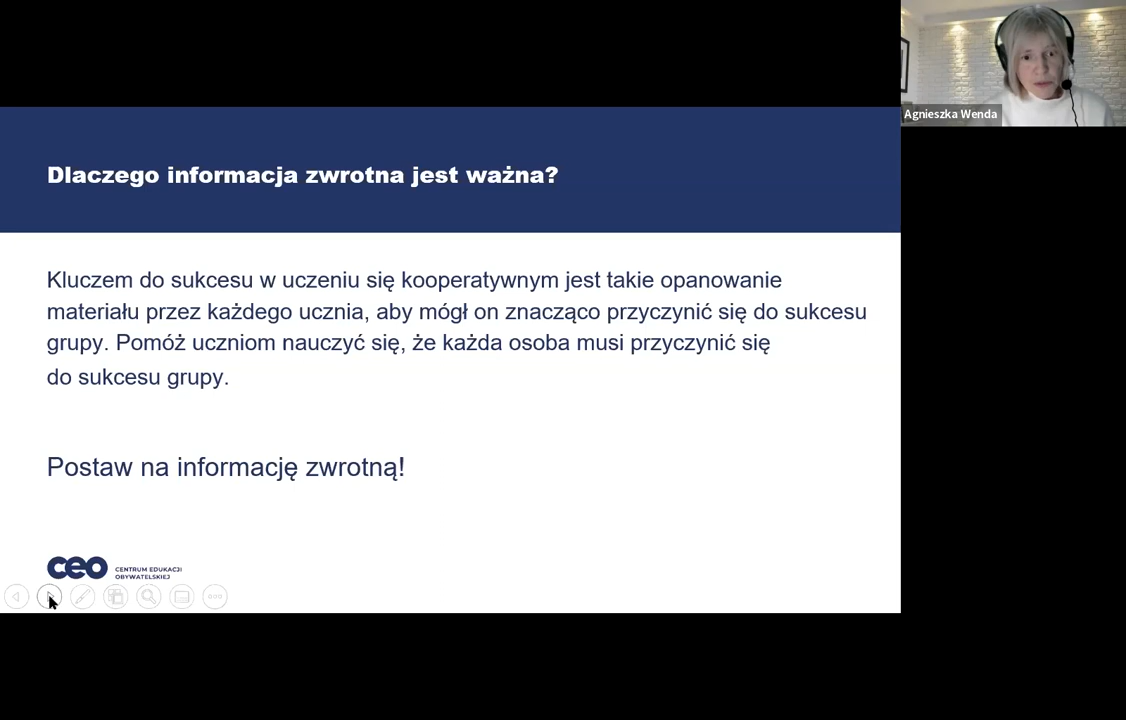 Agnieszka Wenda
Dlaczego informacja zwrotna jest ważna?
Kluczem do sukcesu w uczeniu się kooperatywnym jest takie opanowanie
materiału przez każdego ucznia, aby mógł on znacząco przyczynić się do sukcesu
grupy. Pomóż uczniom nauczyć się, że każda osoba musi przyczynić się
do sukcesu grupy.
Postaw na informację zwrotną!
ceo
CENTRUM EDUKACJI
OBYWATELSKIEJ